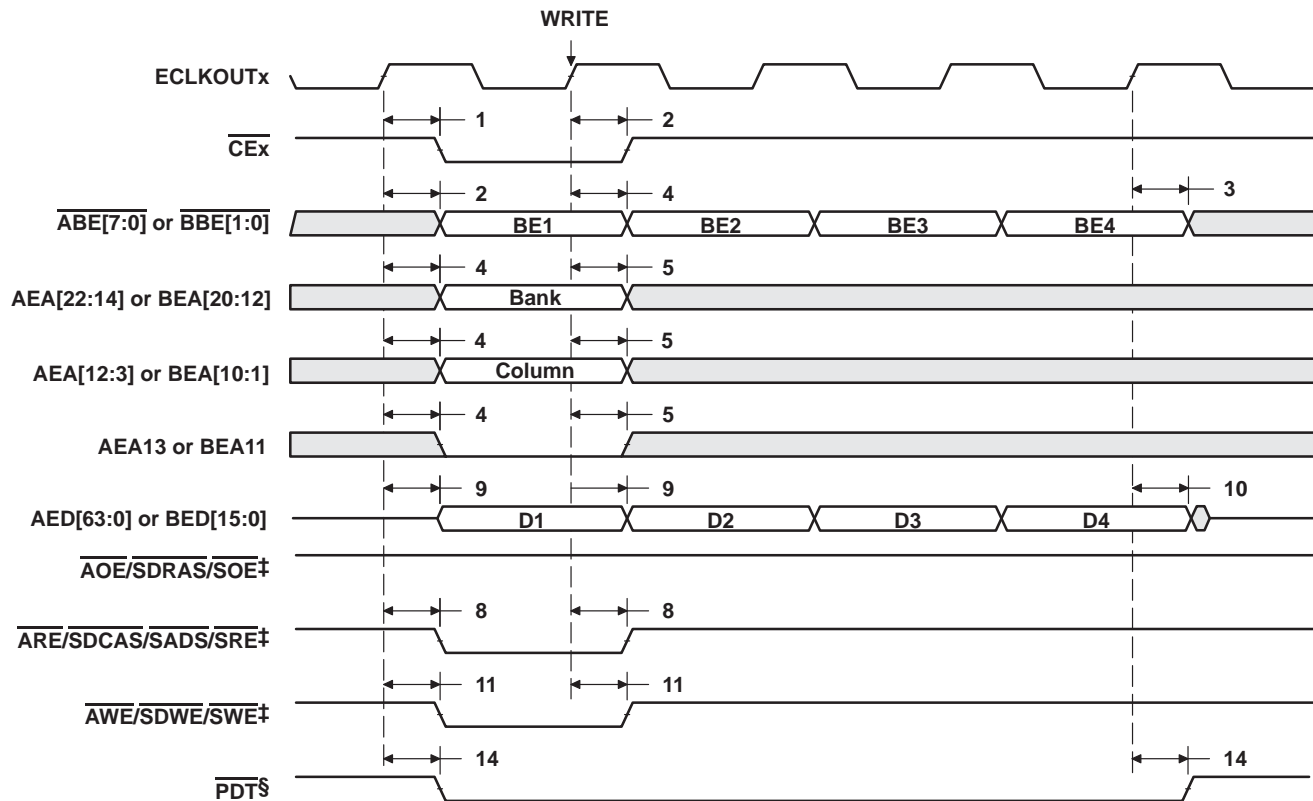 WRITE
ECLKOUTx
1 2
CEx
2 4 3
ABE[7:0] or BBE[1:0] BE1 BE2 BE3 BE4
4 5
AEA[22:14] or BEA[20:12] Bank
4 5
AEA[12:3] or BEA[10:1] Column
4 5
AEA13 or BEA11
9 9 10
AED[63:0] or BED[15:0] D1 D2 D3 D4
AOE/SDRAS/SOE‡
8 8
ARE/SDCAS/SADS/SRE‡
11 11
AWE/SDWE/SWE‡
14 14
PDT§